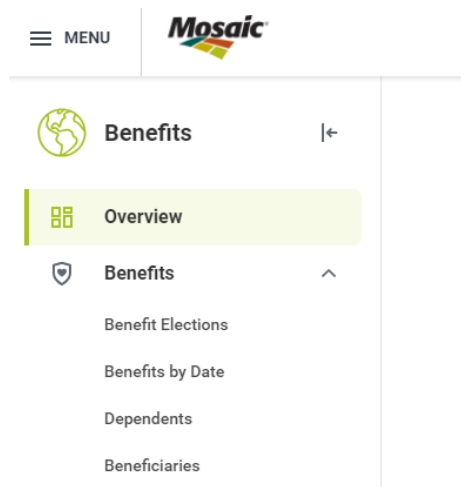 MENU
Mosaic
Benefits
Overview
Benefits
Benefit Elections
Benefits by Date
Dependents
Beneficiaries